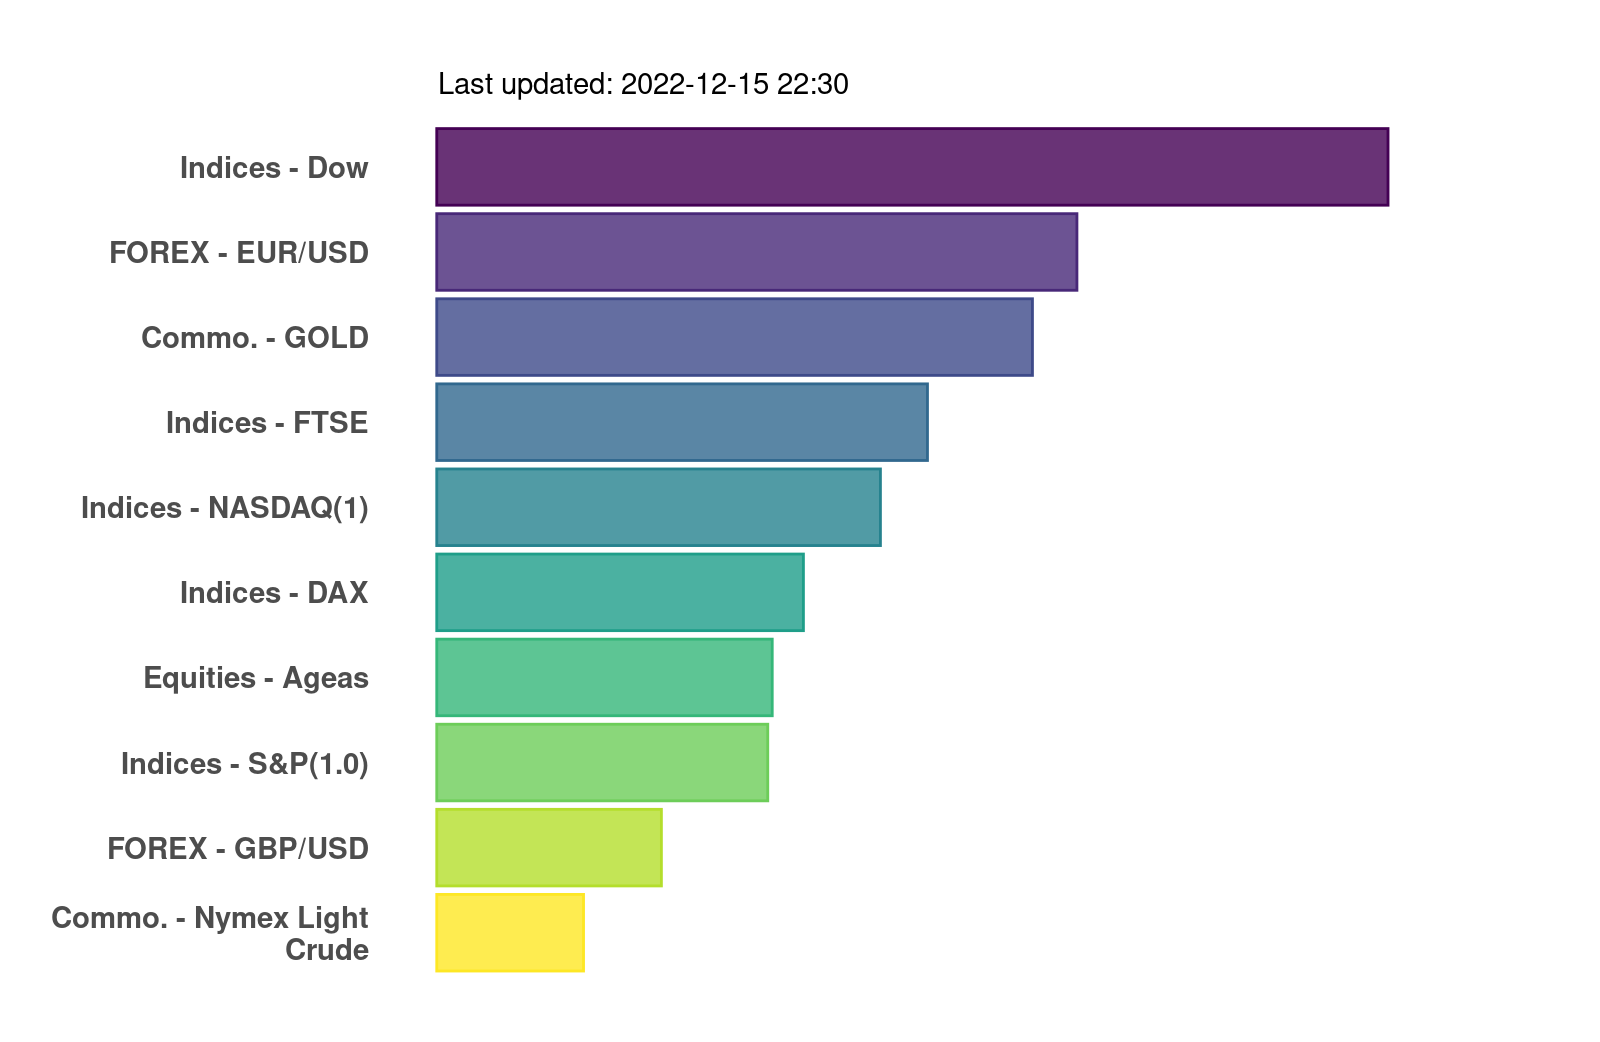 Last updated: 2022-12-15 22:30
Indices - Dow
FOREX - EUR/USD
Commo. - GOLD
Indices - FTSE
Indices - NASDAQ(1)
Indices - DAX
Equities - Ageas
Indices - S&P(1.0)
FOREX - GBP/USD
Commo. - Nymex Light
Crude